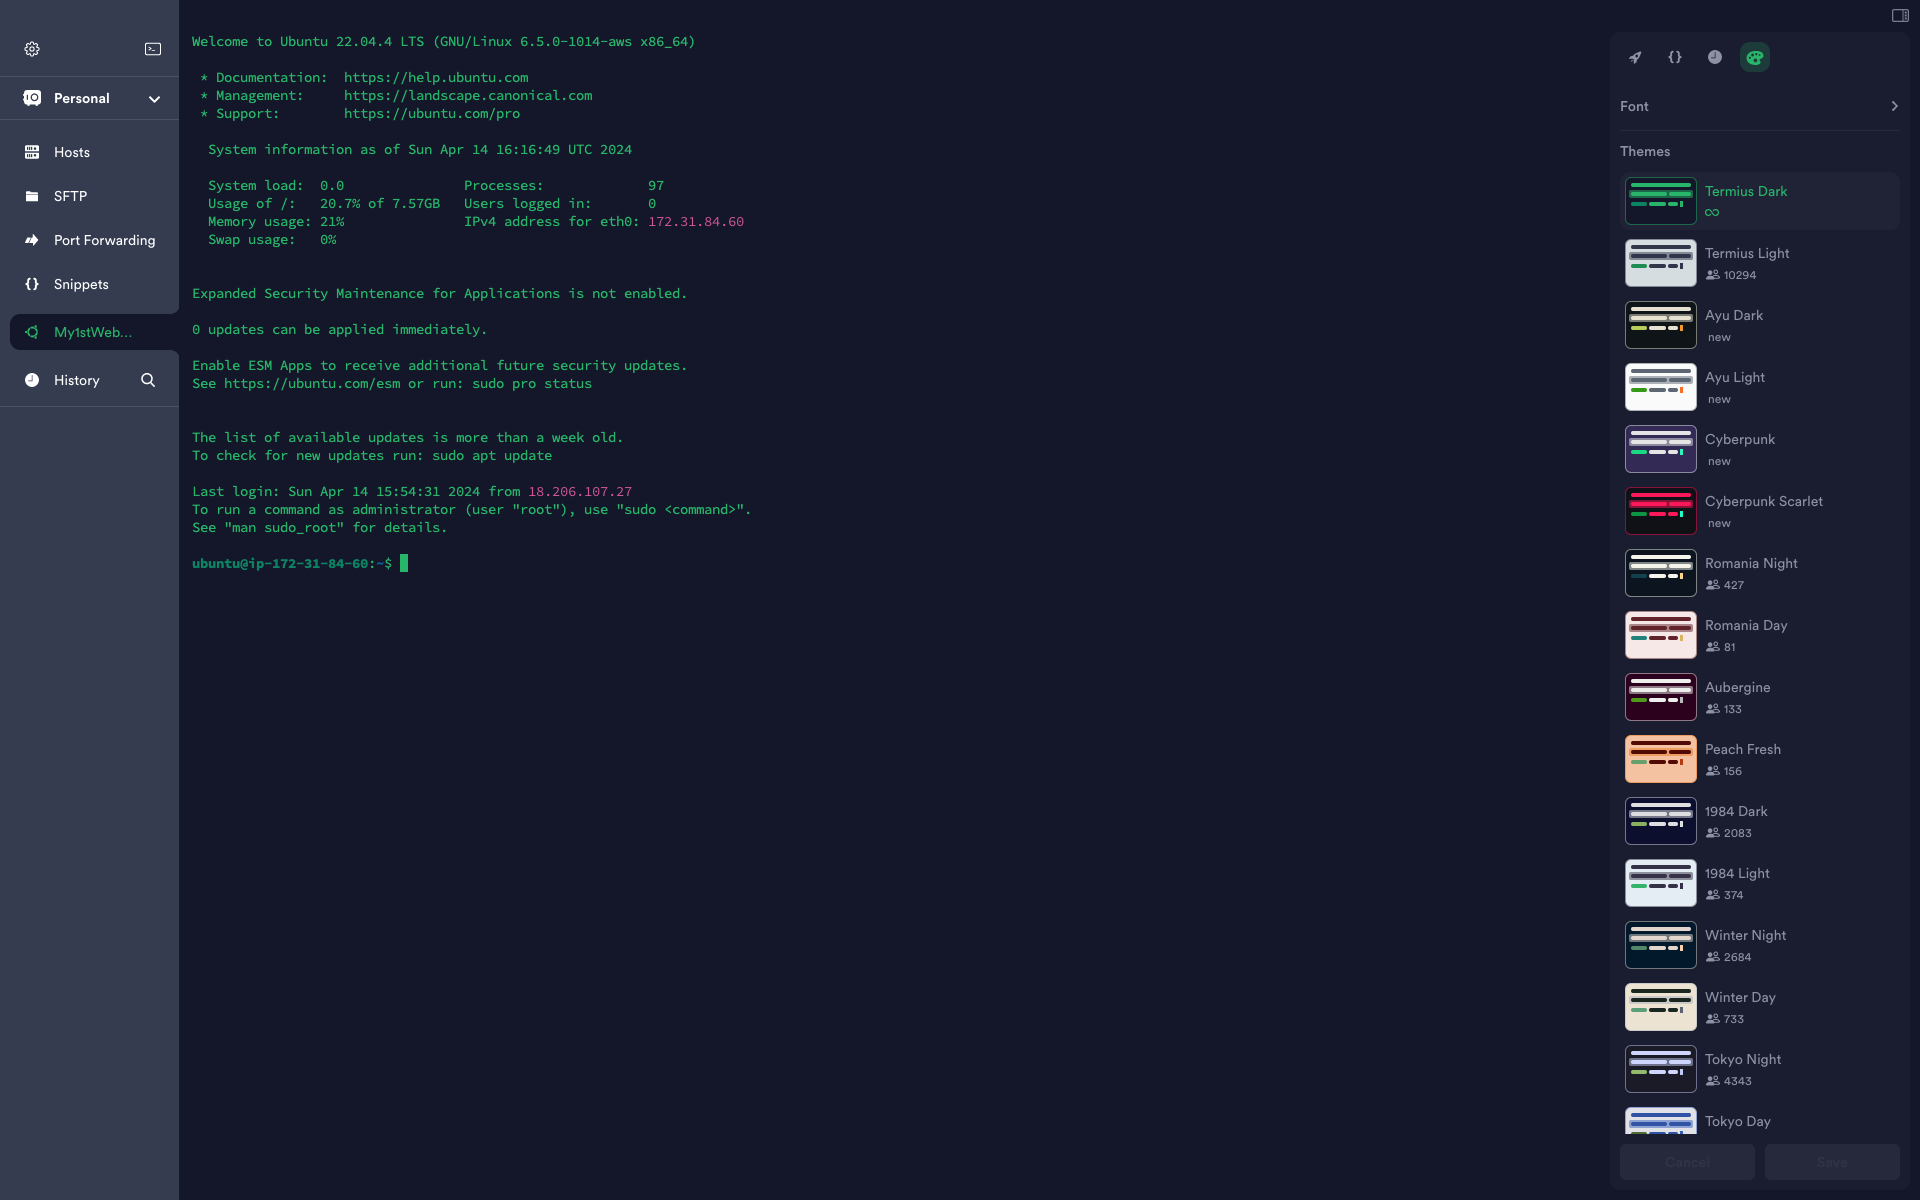 Personal
Hosts
SFTP
Port Forwarding
Snippets
My1stWeb...
History
Welcome to Ubuntu 22.04.4 LTS (GNU/Linux 6.5.0-1014-aws x86_64)
* Documentation:  https://help.ubuntu.com
* Management:     https://landscape.canonical.com
* Support:        https://ubuntu.com/pro
System information as of Sun Apr 14 16:16:49 UTC 2024
System load:  0.0               Processes:             97
Usage of /:   20.7% of 7.57GB   Users logged in:       0
Memory usage: 21%               IPv4 address for eth0: 172.31.84.60
Swap usage:   0%
Expanded Security Maintenance for Applications is not enabled.
0 updates can be applied immediately.
Enable ESM Apps to receive additional future security updates.
See https://ubuntu.com/esm or run: sudo pro status
The list of available updates is more than a week old.
To check for new updates run: sudo apt update
Last login: Sun Apr 14 15:54:31 2024 from 18.206.107.27
To run a command as administrator (user "root"), use "sudo <command>".
See "man sudo_root" for details.
ubuntu@ip-172-31-84-60:~$
Font
Themes
Termius Dark
∞
Termius Light
10294
Ayu Dark
new
Ayu Light
new
Cyberpunk
new
Cyberpunk Scarlet
new
Romania Night
427
Romania Day
81
Aubergine
133
Peach Fresh
156
1984 Dark
2083
1984 Light
374
Winter Night
2684
Winter Day
733
Tokyo Night
4343
Tokyo Day
Cancel
Save